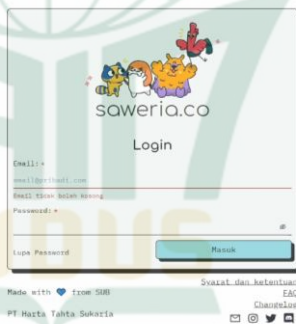 saweria.co
Login
Email: *
email@pribadi.com
Email tidak boleh kosong
Password: *
Lupa Password
Masuk
Syarat dan ketentuan
Made with 💙 from SUB
FAQ
Changelog
PT Harta Tahta Sukaria